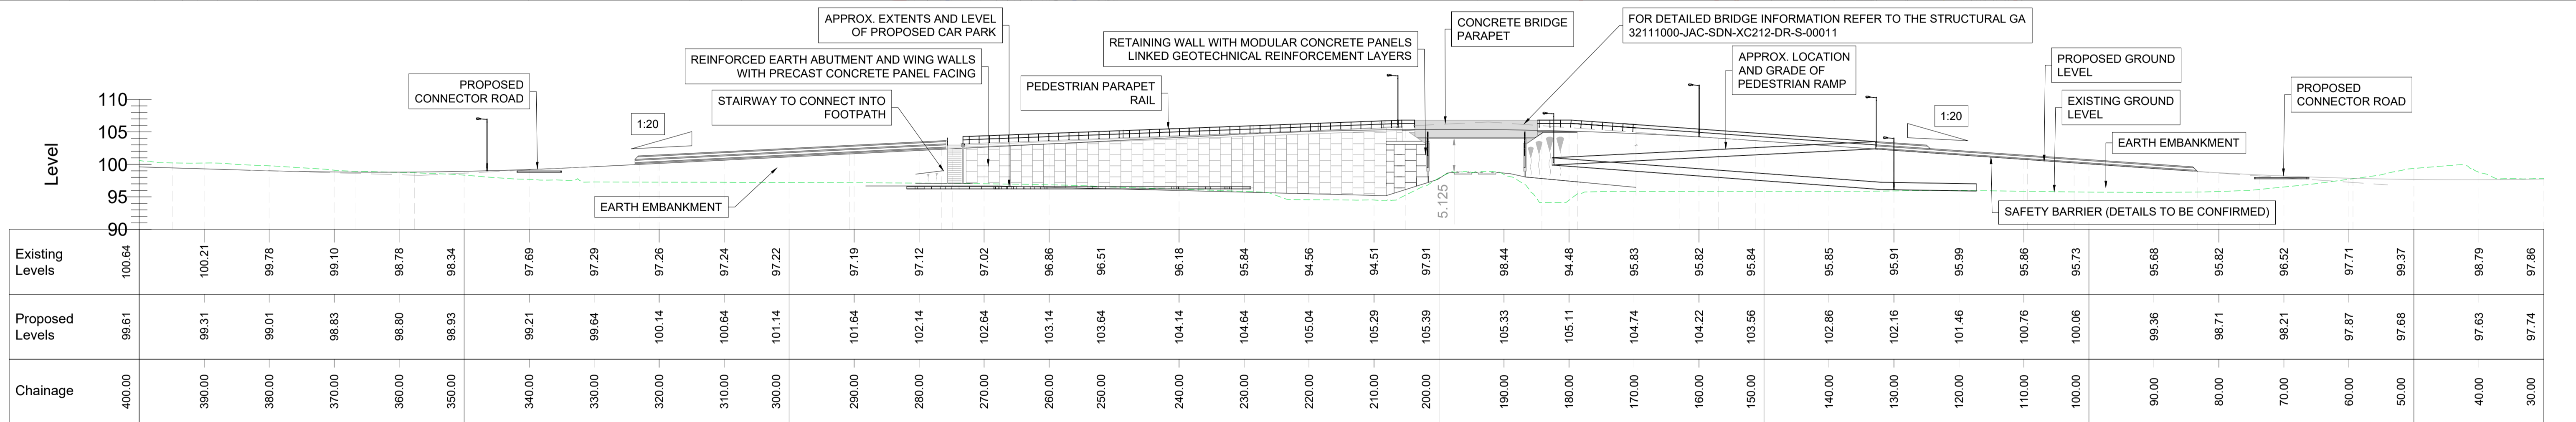 APPROX. EXTENTS AND LEVEL
OF PROPOSED CAR PARK
CONCRETE BRIDGE
PARAPET
FOR DETAILED BRIDGE INFORMATION REFER TO THE STRUCTURAL GA
32111000-JAC-SDN-XC212-DR-S-00011
RETAINING WALL WITH MODULAR CONCRETE PANELS
LINKED GEOTECHNICAL REINFORCEMENT LAYERS
REINFORCED EARTH ABUTMENT AND WING WALLS
WITH PRECAST CONCRETE PANEL FACING
APPROX. LOCATION
AND GRADE OF
PEDESTRIAN RAMP
PROPOSED GROUND
LEVEL
PROPOSED
CONNECTOR ROAD
PEDESTRIAN PARAPET
RAIL
PROPOSED
CONNECTOR ROAD
STAIRWAY TO CONNECT INTO
FOOTPATH
EXISTING GROUND
LEVEL
1:20
1:20
EARTH EMBANKMENT
EARTH EMBANKMENT
SAFETY BARRIER (DETAILS TO BE CONFIRMED)
5.125
Level
110
105
100
95
90
Existing
Levels
100.64 100.21 99.78 99.10 98.78 98.34 97.69 97.29 97.26 97.24 97.22 97.19 97.12 97.02 96.86 96.51 96.18 95.84 94.56 94.51 97.91 98.44 94.48 95.83 95.82 95.84 95.85 95.91 95.99 95.86 95.73 95.68 95.82 96.52 97.71 99.37 98.79 97.86
Proposed
Levels
99.61 99.31 99.01 98.83 98.80 98.93 99.21 99.64 100.14 100.64 101.14 101.64 102.14 102.64 103.14 103.64 104.14 104.64 105.04 105.29 105.39 105.33 105.11 104.74 104.22 103.56 102.86 102.16 101.46 100.76 100.06 99.36 98.71 98.21 97.87 97.68 97.63 97.74
Chainage
400.00 390.00 380.00 370.00 360.00 350.00 340.00 330.00 320.00 310.00 300.00 290.00 280.00 270.00 260.00 250.00 240.00 230.00 220.00 210.00 200.00 190.00 180.00 170.00 160.00 150.00 140.00 130.00 120.00 110.00 100.00 90.00 80.00 70.00 60.00 50.00 40.00 30.00